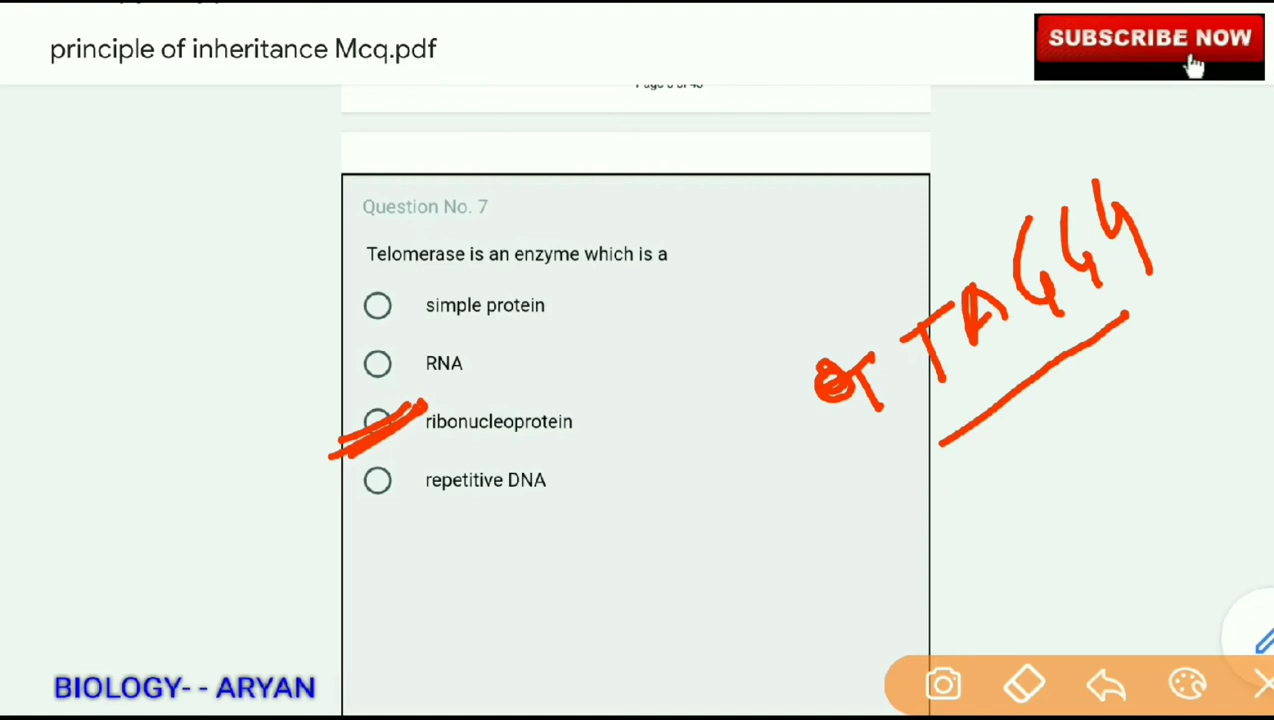 principle of inheritance Mcq.pdf
SUBSCRIBE NOW
Question No. 7
Telomerase is an enzyme which is a
simple protein
RNA
ribonucleoprotein
repetitive DNA
TTAGGG
BIOLOGY- - ARYAN